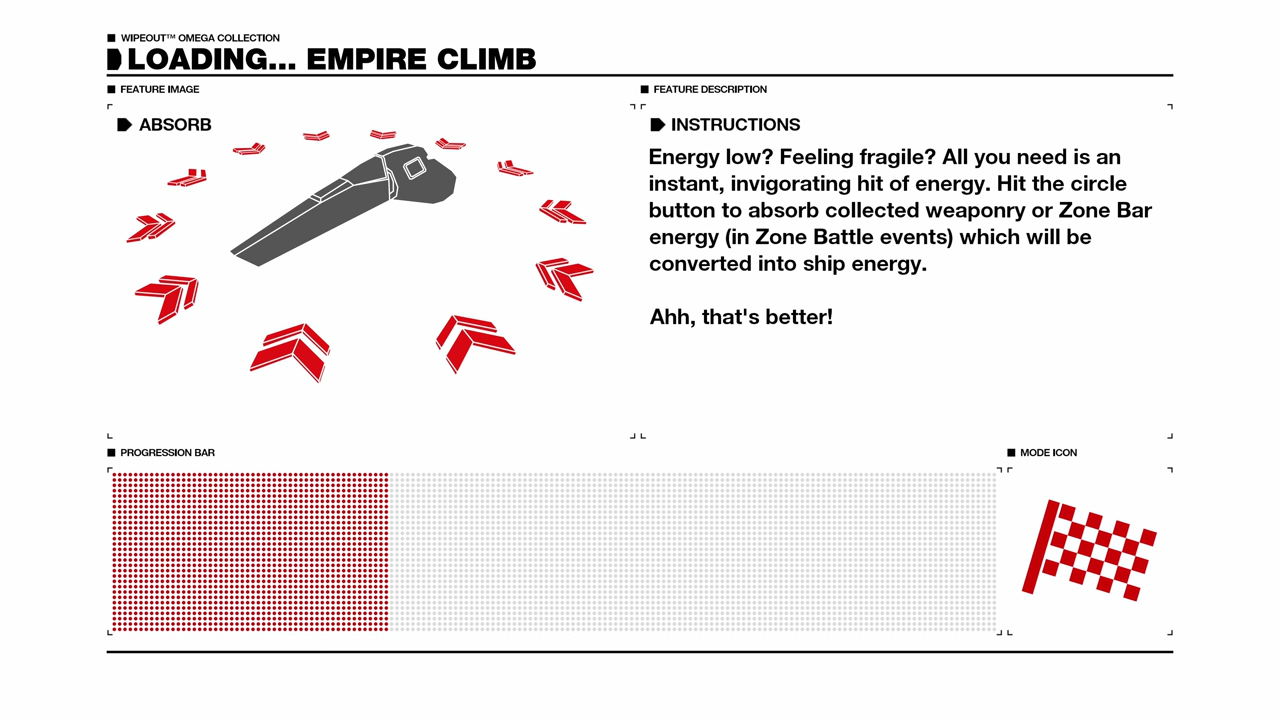 WIPEOUT™ OMEGA COLLECTION
LOADING... EMPIRE CLIMB
FEATURE IMAGE
ABSORB
FEATURE DESCRIPTION
INSTRUCTIONS
Energy low? Feeling fragile? All you need is an
instant, invigorating hit of energy. Hit the circle
button to absorb collected weaponry or Zone Bar
energy (in Zone Battle events) which will be
converted into ship energy.
Ahh, that's better!
PROGRESSION BAR
MODE ICON